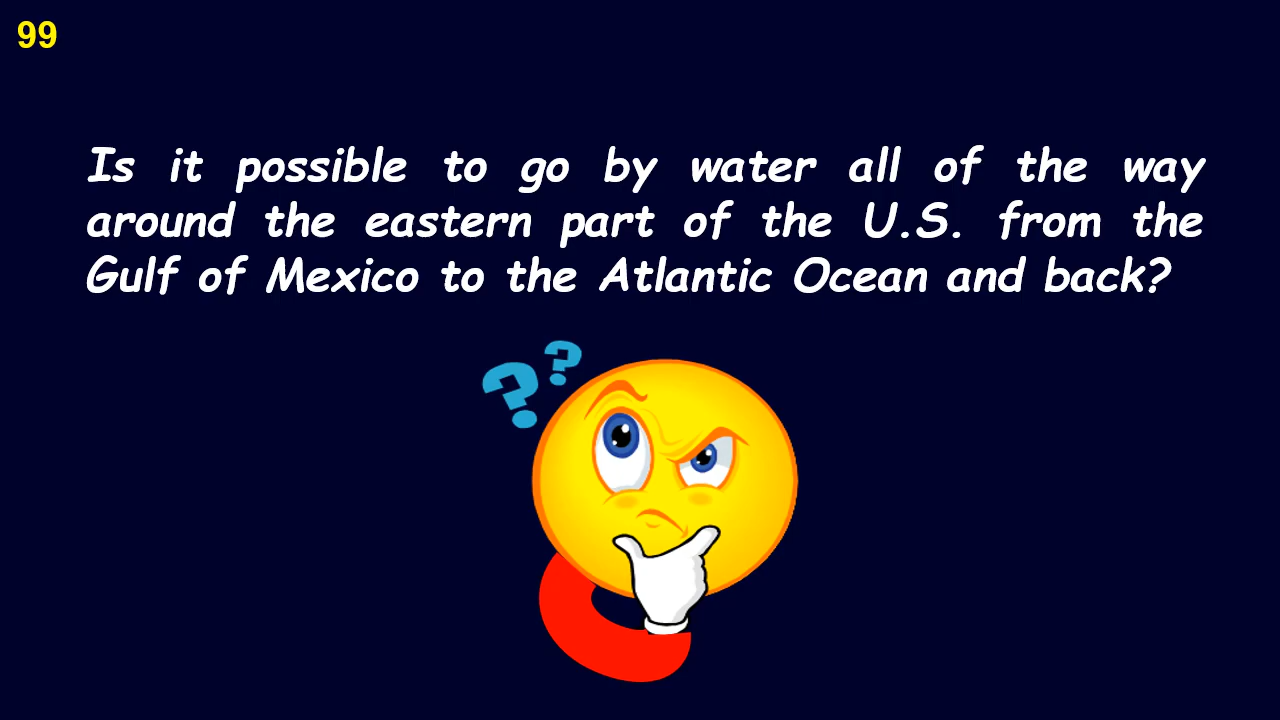 99
Is it possible to go by water all of the way
around the eastern part of the U.S. from the
Gulf of Mexico to the Atlantic Ocean and back?
? ?